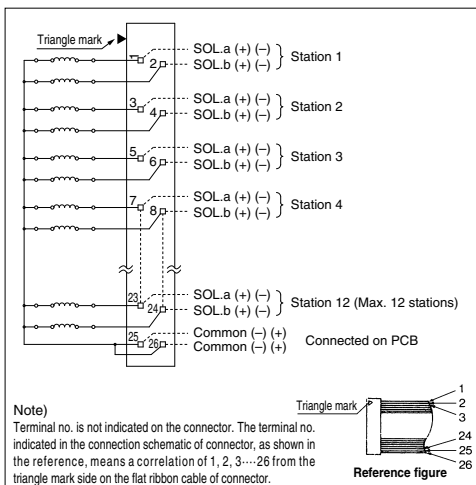 Triangle mark
1 SOL.a (+) (–)
2 SOL.b (+) (–)
Station 1
3 SOL.a (+) (–)
4 SOL.b (+) (–)
Station 2
5 SOL.a (+) (–)
6 SOL.b (+) (–)
Station 3
7 SOL.a (+) (–)
8 SOL.b (+) (–)
Station 4
23 SOL.a (+) (–)
24 SOL.b (+) (–)
Station 12 (Max. 12 stations)
25 Common (–) (+)
26 Common (–) (+)
Connected on PCB
Note)
Terminal no. is not indicated on the connector. The terminal no.
indicated in the connection schematic of connector, as shown in
the reference, means a correlation of 1, 2, 3····26 from the
triangle mark side on the flat ribbon cable of connector.
Triangle mark
1
2
3
24
25
26
Reference figure